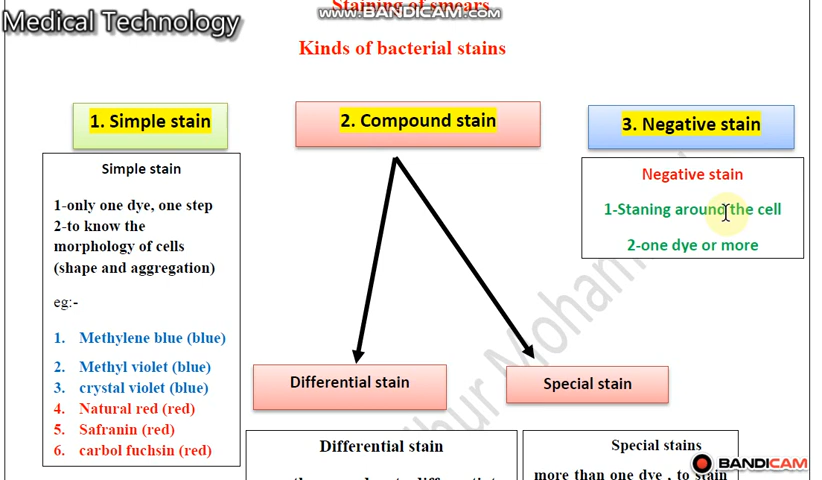 Staining of smears
WWW.BANDICAM.COM
Medical Technology
Kinds of bacterial stains
1. Simple stain
2. Compound stain
3. Negative stain
Simple stain
1-only one dye, one step
2-to know the
morphology of cells
(shape and aggregation)
eg:-
1. Methylene blue (blue)
2. Methyl violet (blue)
3. crystal violet (blue)
4. Natural red (red)
5. Safranin (red)
6. carbol fuchsin (red)
Negative stain
1-Staning around the cell
2-one dye or more
Differential stain
Special stain
Differential stain
Special stains
more than one dye , to stain
BANDICAM